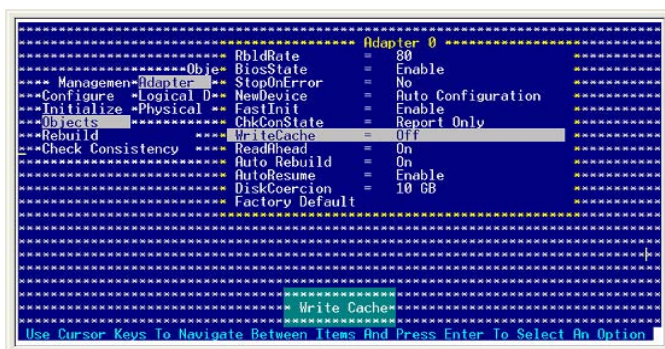 Adapter 0
RbldRate = 80
Obje BiosState = Enable
Managemen Adapter StopOnError = No
Configure Logical D NewDevice = Auto Configuration
Initialize Physical FastInit = Enable
Objects ChkConState = Report Only
Rebuild WriteCache = Off
Check Consistency ReadAhead = On
Auto Rebuild = On
AutoResume = Enable
DiskCoercion = 10 GB
Factory Default
Write Cache
Use Cursor Keys To Navigate Between Items And Press Enter To Select An Option